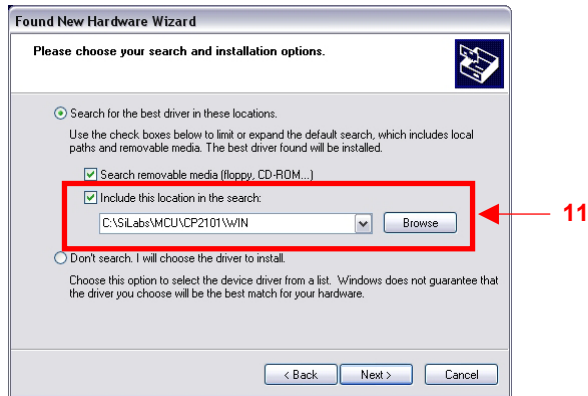 Found New Hardware Wizard
Please choose your search and installation options.
Search for the best driver in these locations.
Use the check boxes below to limit or expand the default search, which includes local
paths and removable media. The best driver found will be installed.
Search removable media (floppy, CD-ROM...)
Include this location in the search:
C:\SiLabs\MCU\CP2101\WIN
Browse
11
Don't search. I will choose the driver to install.
Choose this option to select the device driver from a list. Windows does not guarantee that
the driver you choose will be the best match for your hardware.
< Back Next > Cancel